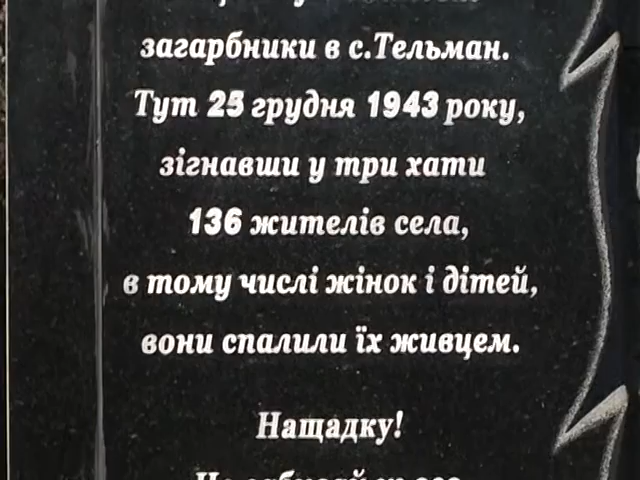 загарбники в с.Тельман.
Тут 25 грудня 1943 року,
зігнавши у три хати
136 жителів села,
в тому числі жінок і дітей,
вони спалили їх живцем.
Нащадку!